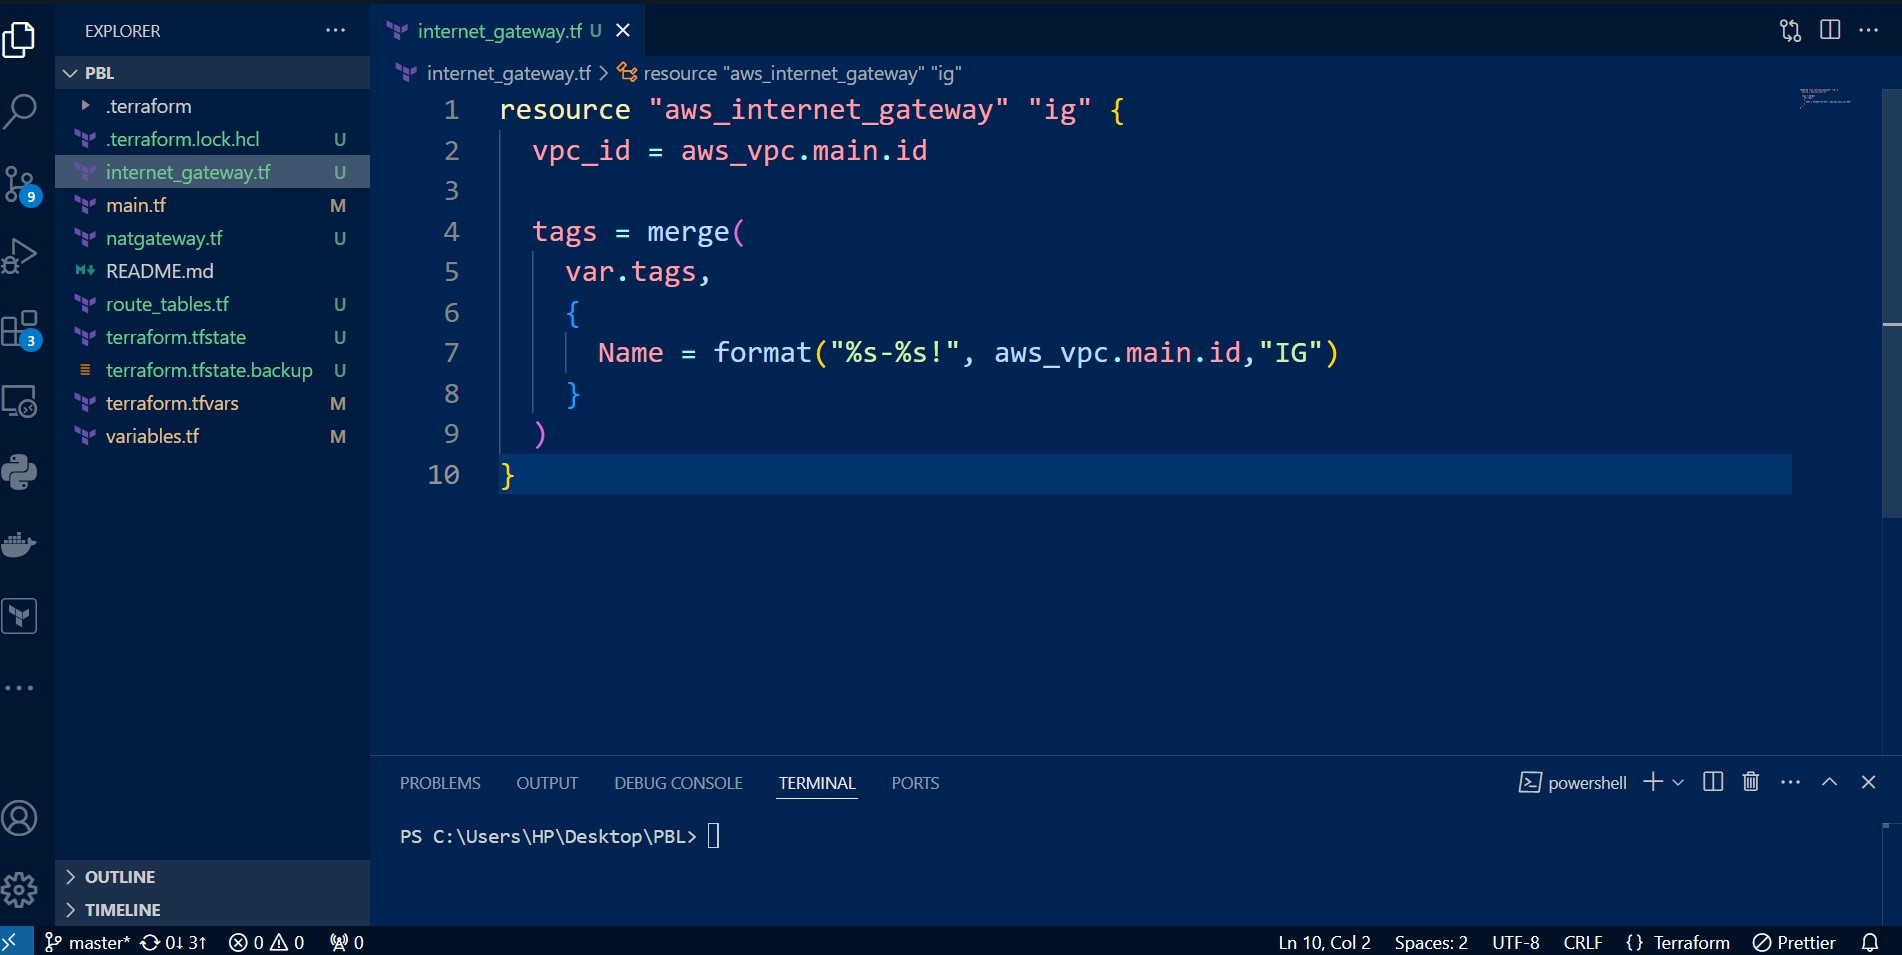 EXPLORER
PBL
.terraform
.terraform.lock.hcl U
internet_gateway.tf U
main.tf M
natgateway.tf U
README.md
route_tables.tf U
terraform.tfstate U
terraform.tfstate.backup U
terraform.tfvars M
variables.tf M
OUTLINE
TIMELINE
9
3
internet_gateway.tf U
internet_gateway.tf > resource "aws_internet_gateway" "ig"
1 resource "aws_internet_gateway" "ig" {
2 vpc_id = aws_vpc.main.id
3
4 tags = merge(
5 var.tags,
6 {
7 Name = format("%s-%s!", aws_vpc.main.id,"IG")
8 }
9 )
10 }
PROBLEMS OUTPUT DEBUG CONSOLE TERMINAL PORTS powershell
PS C:\Users\HP\Desktop\PBL>
master* 0↓ 3↑ 0 0 0 Ln 10, Col 2 Spaces: 2 UTF-8 CRLF {} Terraform Prettier